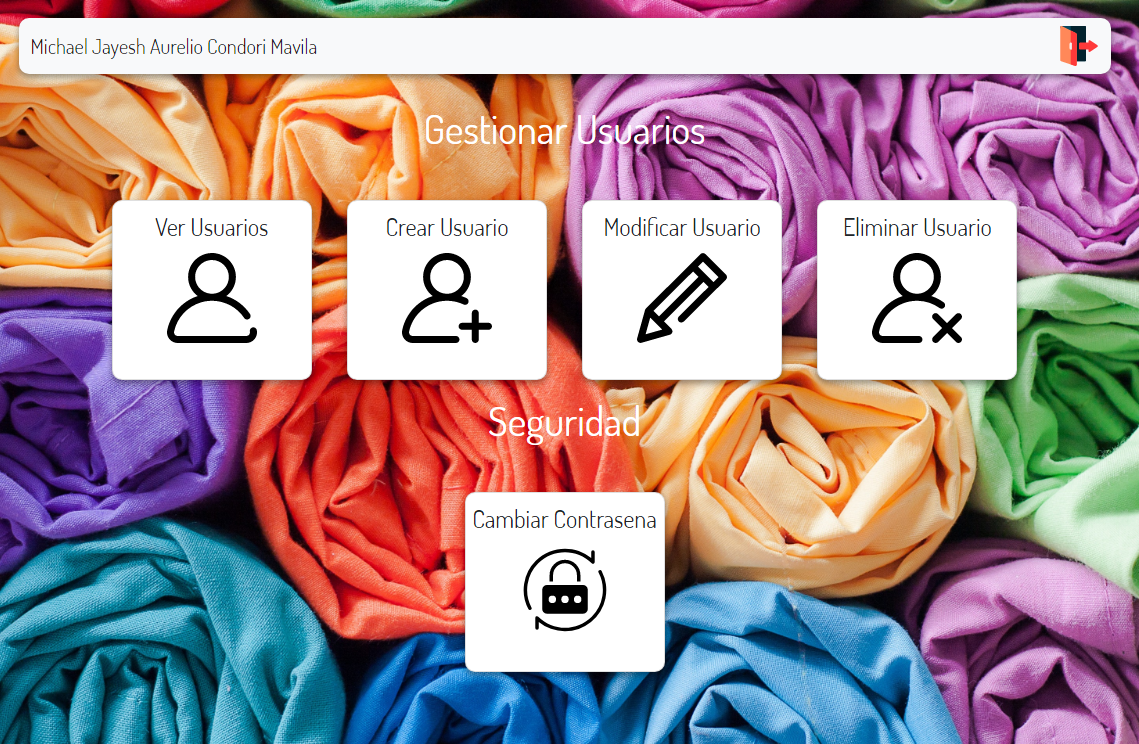 Michael Jayesh Aurelio Condori Mavila
Gestionar Usuarios
Ver Usuarios
Crear Usuario
Modificar Usuario
Eliminar Usuario
Seguridad
Cambiar Contrasena